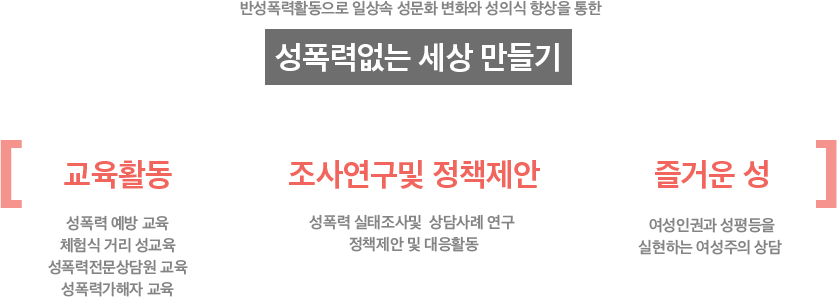 반성폭력활동으로 일상속 성문화 변화와 성의식 향상을 통한
성폭력없는 세상 만들기
교육활동
성폭력 예방 교육
체험식 거리 성교육
성폭력전문상담원 교육
성폭력가해자 교육
조사연구및 정책제안
성폭력 실태조사및 상담사례 연구
정책제안 및 대응활동
즐거운 성
여성인권과 성평등을
실현하는 여성주의 상담